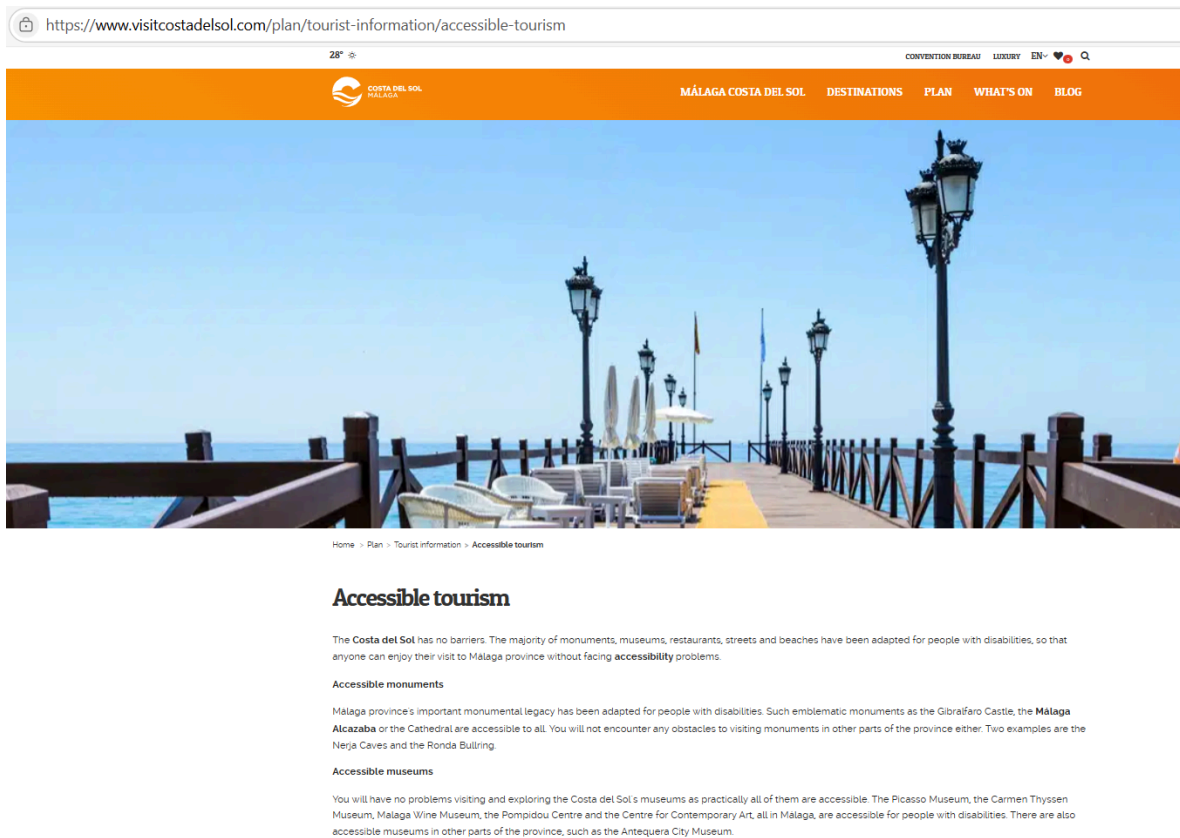 https://www.visitcostadelsol.com/plan/tourist-information/accessible-tourism
28° CONVENTION BUREAU LUXURY EN 0
COSTA DEL SOL
MÁLAGA
MÁLAGA COSTA DEL SOL DESTINATIONS PLAN WHAT'S ON BLOG
Home > Plan > Tourist information > Accessible tourism
Accessible tourism
The Costa del Sol has no barriers. The majority of monuments, museums, restaurants, streets and beaches have been adapted for people with disabilities, so that
anyone can enjoy their visit to Málaga province without facing accessibility problems.
Accessible monuments
Málaga province's important monumental legacy has been adapted for people with disabilities. Such emblematic monuments as the Gibralfaro Castle, the Málaga
Alcazaba or the Cathedral are accessible to all. You will not encounter any obstacles to visiting monuments in other parts of the province either. Two examples are the
Nerja Caves and the Ronda Bullring.
Accessible museums
You will have no problems visiting and exploring the Costa del Sol's museums as practically all of them are accessible. The Picasso Museum, the Carmen Thyssen
Museum, Malaga Wine Museum, the Pompidou Centre and the Centre for Contemporary Art, all in Malaga, are accessible for people with disabilities. There are also
accessible museums in other parts of the province, such as the Antequera City Museum.